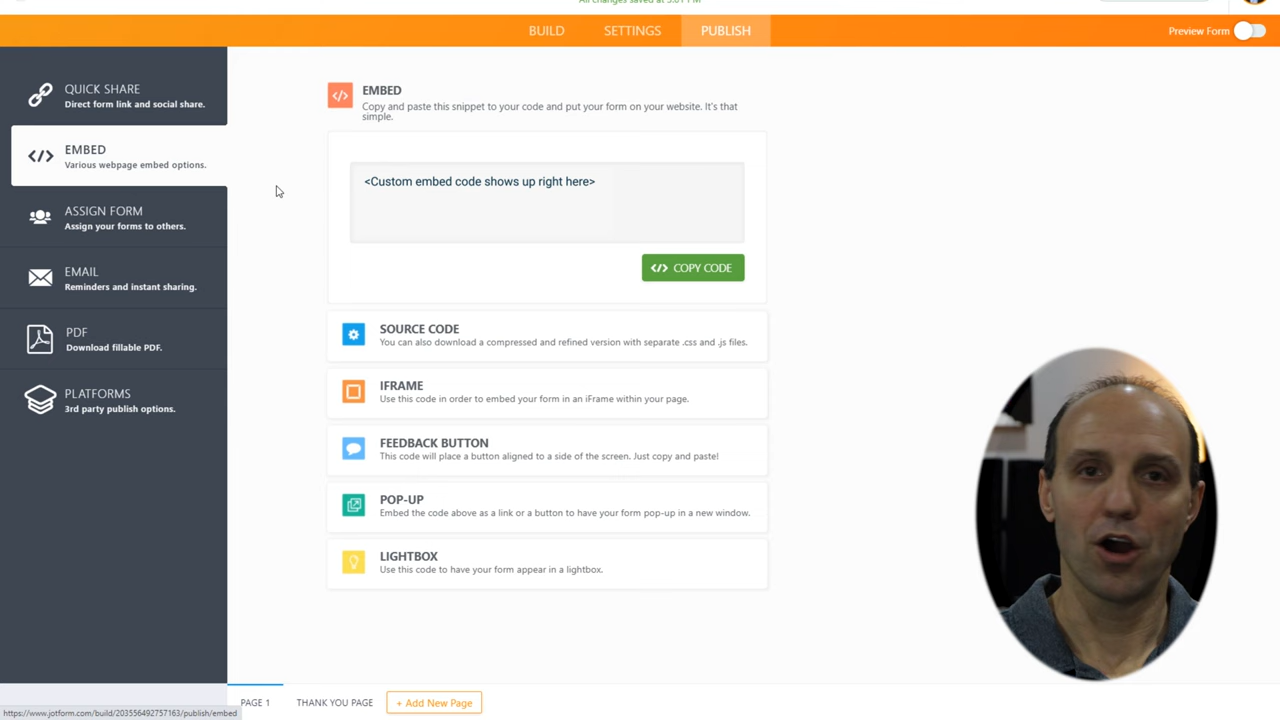 All changes saved at 3:01 PM
BUILD
SETTINGS
PUBLISH
Preview Form
QUICK SHARE
Direct form link and social share.
EMBED
Various webpage embed options.
ASSIGN FORM
Assign your forms to others.
EMAIL
Reminders and instant sharing.
PDF
Download fillable PDF.
PLATFORMS
3rd party publish options.
EMBED
Copy and paste this snippet to your code and put your form on your website. It's that
simple.
<Custom embed code shows up right here>
</> COPY CODE
SOURCE CODE
You can also download a compressed and refined version with separate .css and .js files.
IFRAME
Use this code in order to embed your form in an iFrame within your page.
FEEDBACK BUTTON
This code will place a button aligned to a side of the screen. Just copy and paste!
POP-UP
Embed the code above as a link or a button to have your form pop-up in a new window.
LIGHTBOX
Use this code to have your form appear in a lightbox.
PAGE 1
THANK YOU PAGE
+ Add New Page
https://www.jotform.com/build/203556492757163/publish/embed